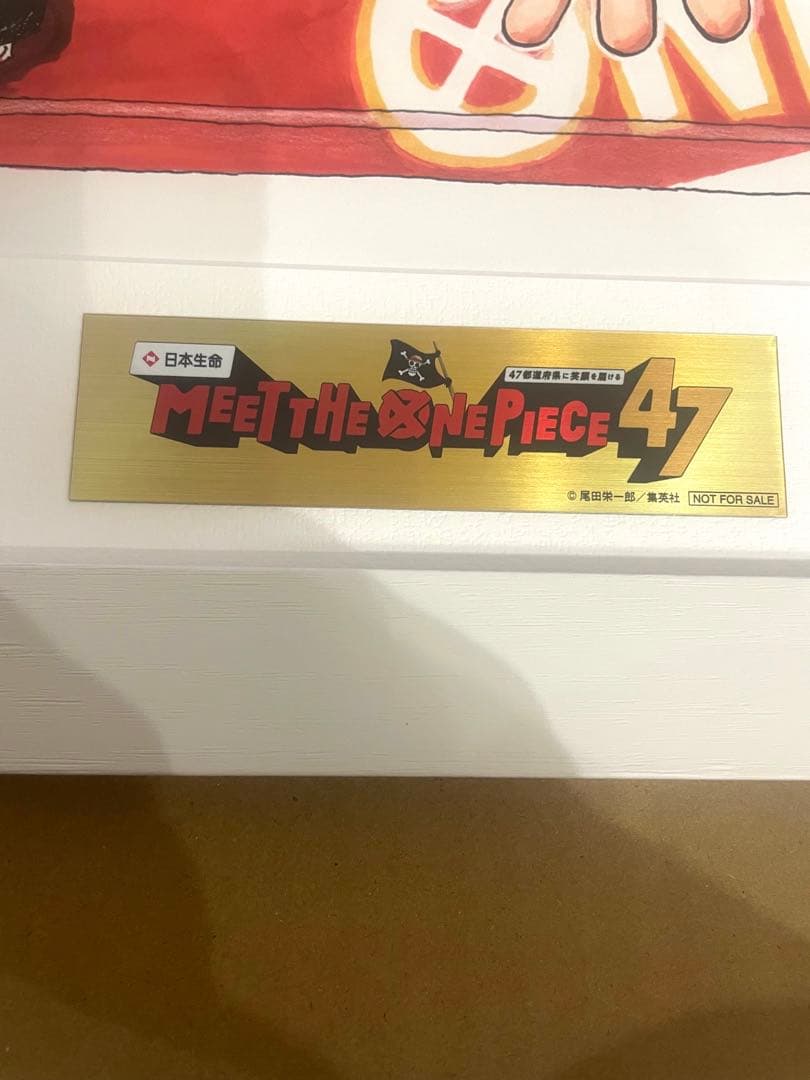 日本生命
47都道府県に笑顔を届ける
MEET THE ONE PIECE 47
© 尾田栄一郎/集英社 NOT FOR SALE